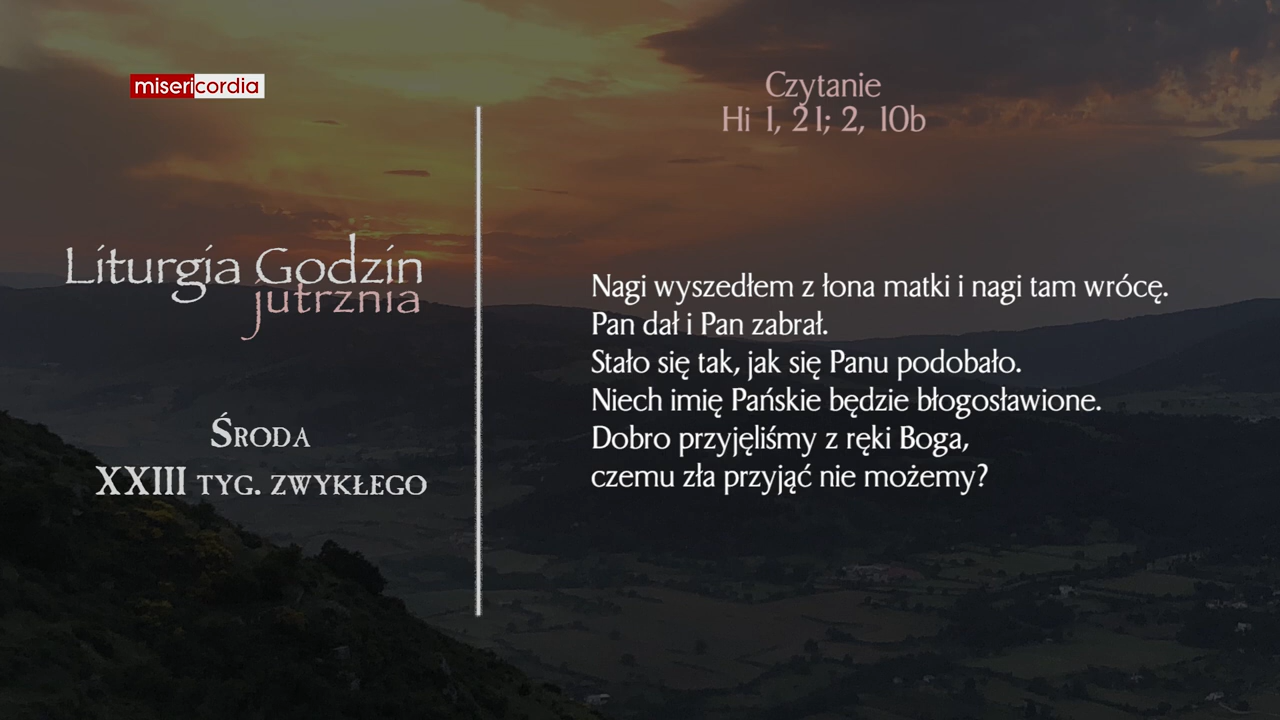 misericordia
Liturgia Godzin
jutrznia
Środa
XXIII tyg. zwykłego
Czytanie
Hi 1, 21; 2, 10b
Nagi wyszedłem z łona matki i nagi tam wrócę.
Pan dał i Pan zabrał.
Stało się tak, jak się Panu podobało.
Niech imię Pańskie będzie błogosławione.
Dobro przyjęliśmy z ręki Boga,
czemu zła przyjąć nie możemy?